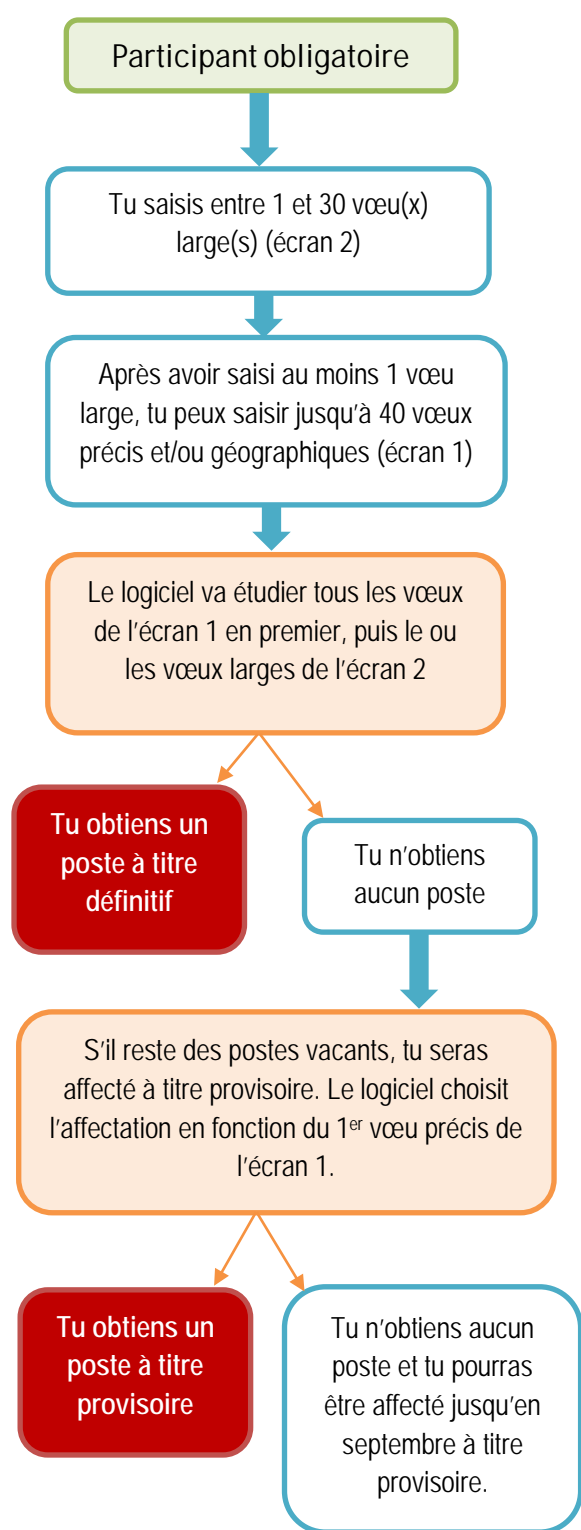 Participant obligatoire
Tu saisis entre 1 et 30 vœu(x)
large(s) (écran 2)
Après avoir saisi au moins 1 vœu
large, tu peux saisir jusqu'à 40 vœux
précis et/ou géographiques (écran 1)
Le logiciel va étudier tous les vœux
de l'écran 1 en premier, puis le ou
les vœux larges de l'écran 2
Tu obtiens un
poste à titre
définitif
Tu n'obtiens
aucun poste
S'il reste des postes vacants, tu seras
affecté à titre provisoire. Le logiciel choisit
l'affectation en fonction du 1er vœu précis de
l'écran 1.
Tu obtiens un
poste à titre
provisoire
Tu n'obtiens aucun
poste et tu pourras
être affecté jusqu'en
septembre à titre
provisoire.